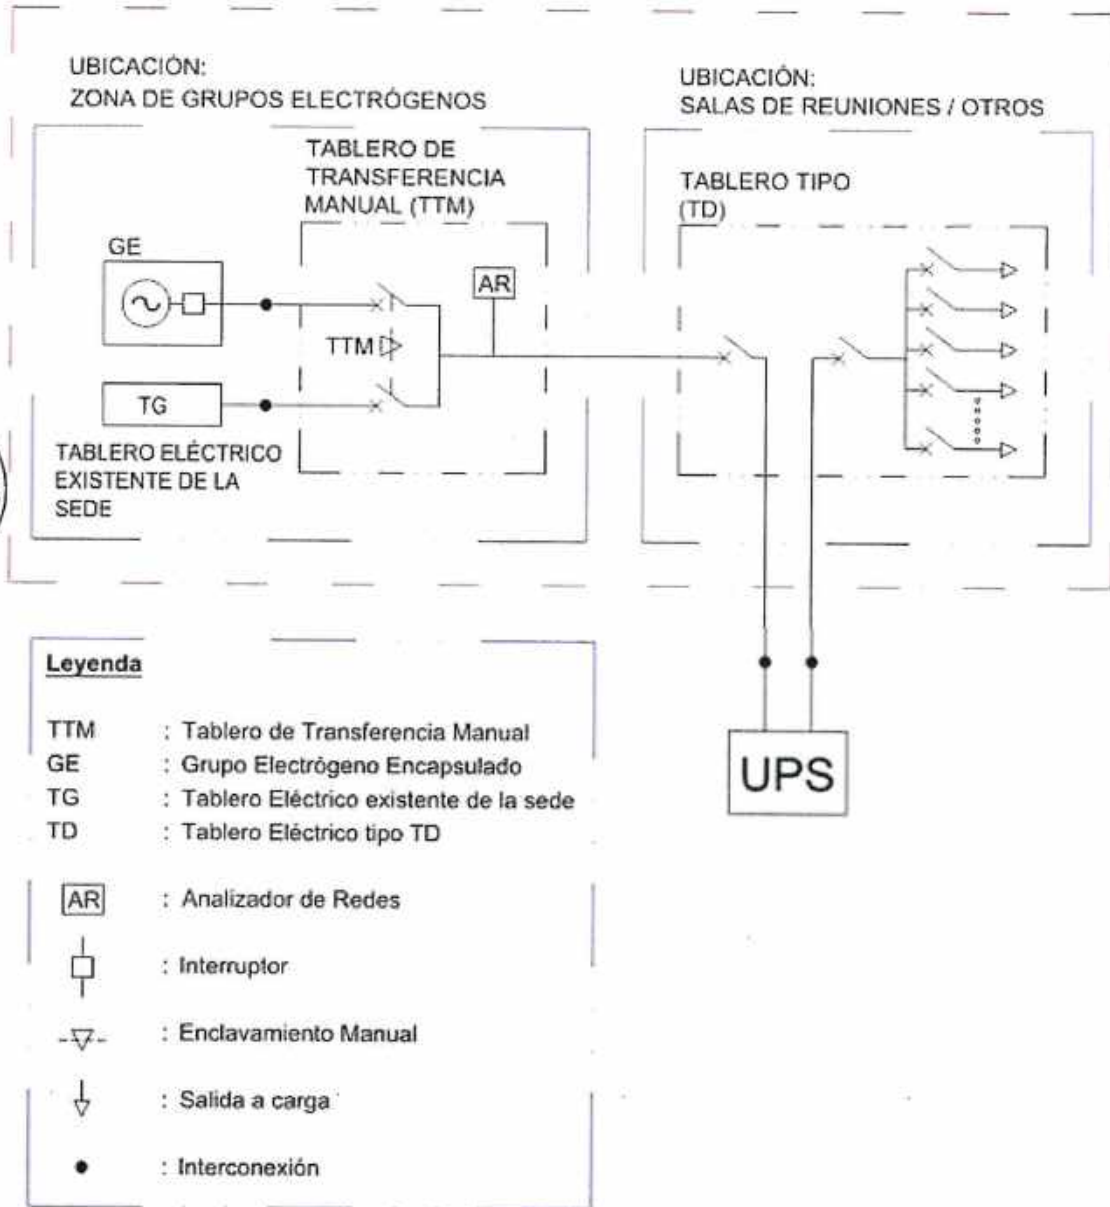 UBICACIÓN:
ZONA DE GRUPOS ELECTRÓGENOS
UBICACIÓN:
SALAS DE REUNIONES / OTROS
TABLERO DE
TRANSFERENCIA
MANUAL (TTM)
TABLERO TIPO
(TD)
GE
AR
TTM
TG
TABLERO ELÉCTRICO
EXISTENTE DE LA
SEDE
UPS
Leyenda
TTM : Tablero de Transferencia Manual
GE : Grupo Electrógeno Encapsulado
TG : Tablero Eléctrico existente de la sede
TD : Tablero Eléctrico tipo TD
AR : Analizador de Redes
: Interruptor
: Enclavamiento Manual
: Salida a carga
: Interconexión